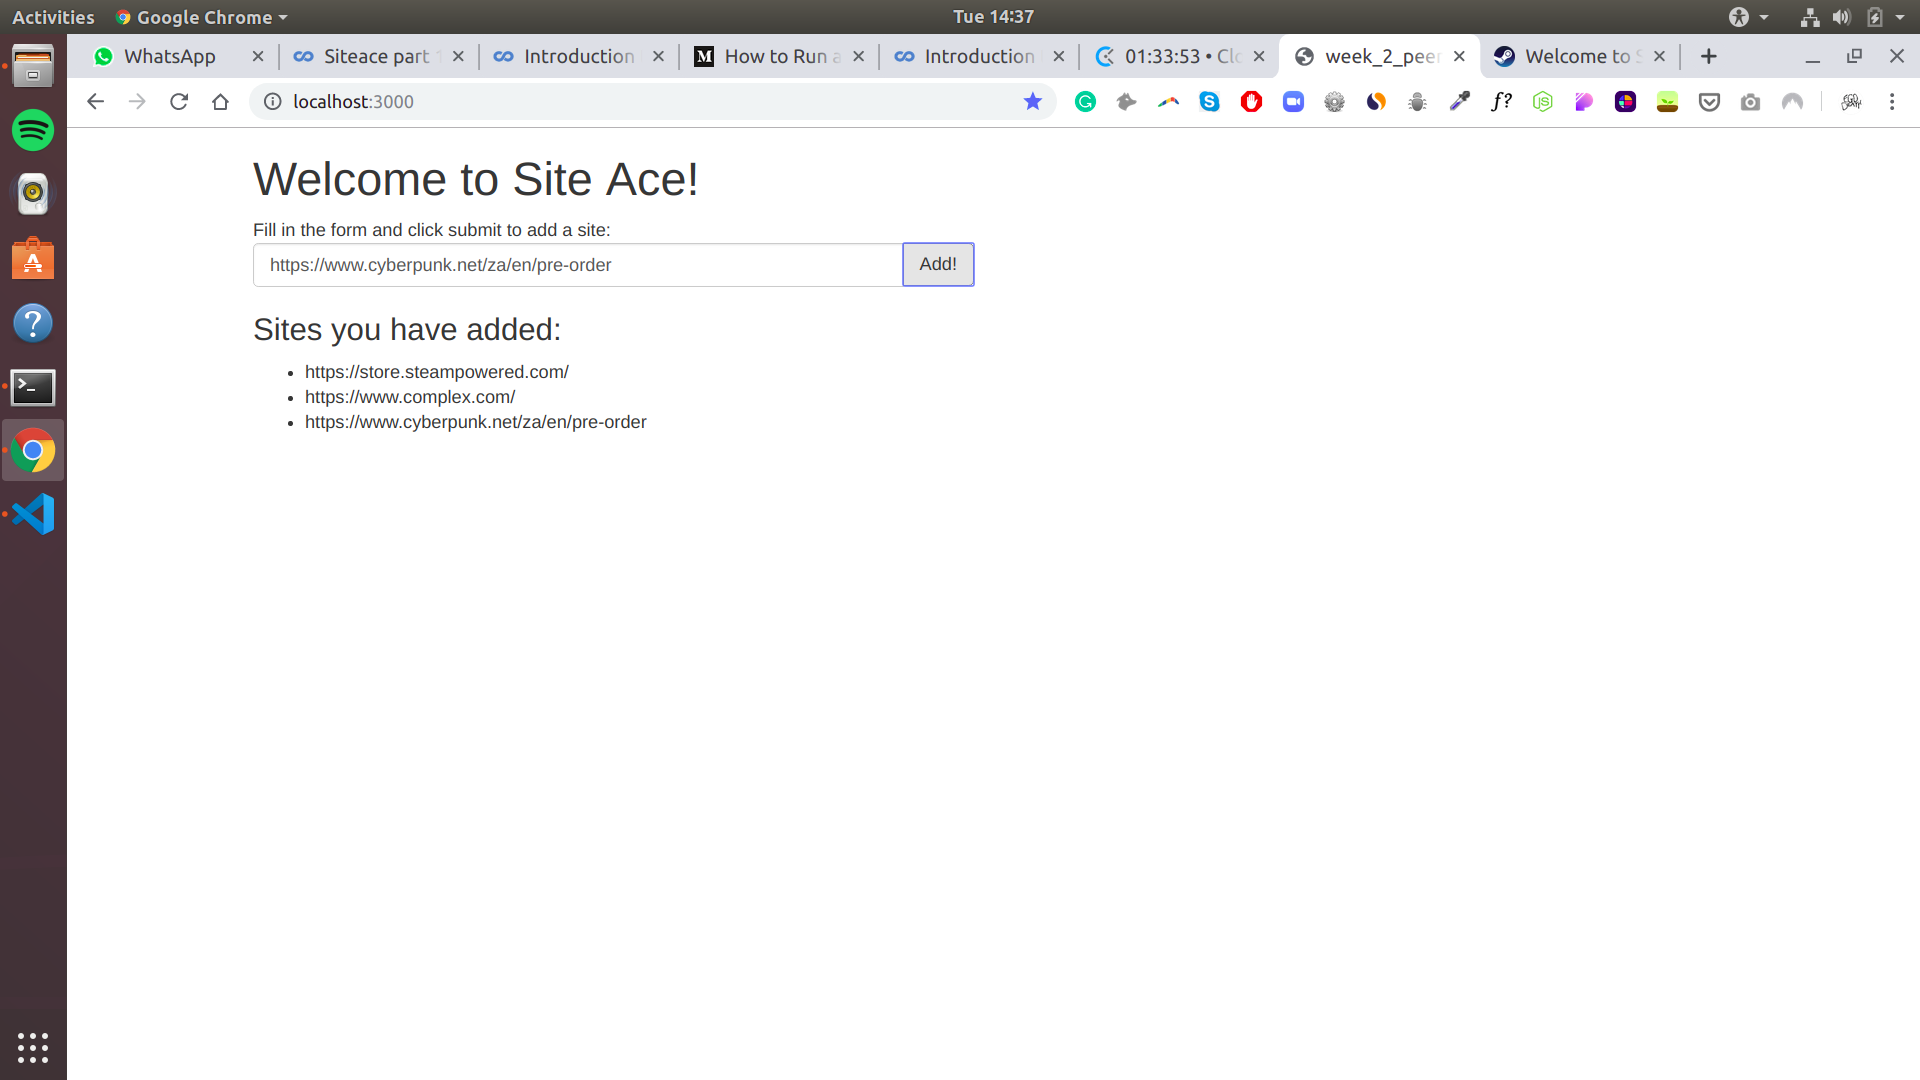 Activities Google Chrome Tue 14:37
WhatsApp Siteace part Introduction How to Run Introduction 01:33:53 • week_2_peer Welcome to
localhost:3000
Welcome to Site Ace!
Fill in the form and click submit to add a site:
https://www.cyberpunk.net/za/en/pre-order Add!
Sites you have added:
• https://store.steampowered.com/
• https://www.complex.com/
• https://www.cyberpunk.net/za/en/pre-order